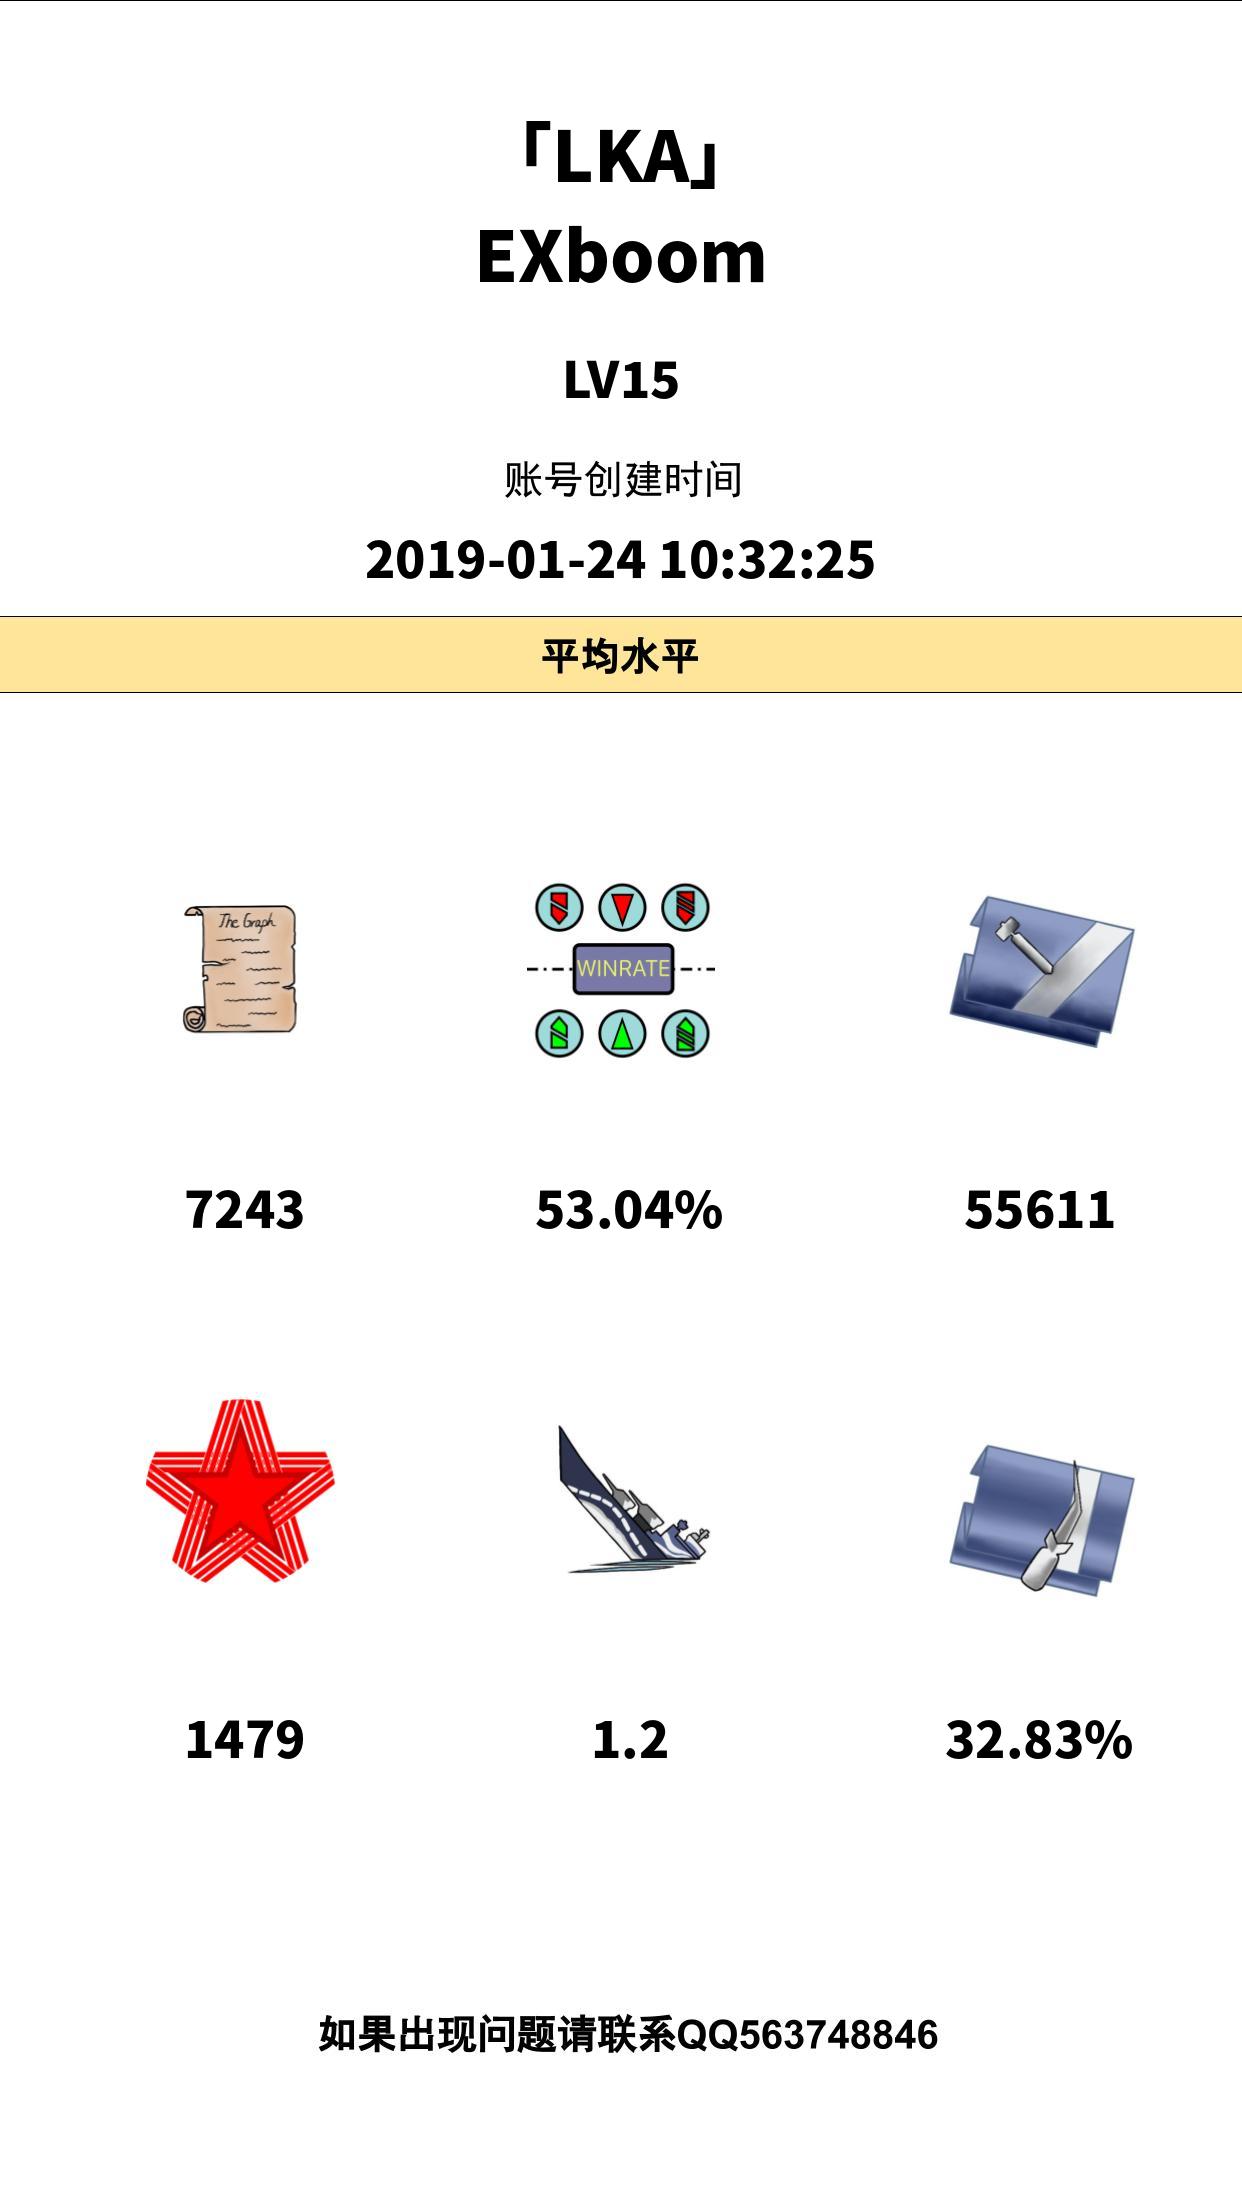 「LKA」
EXboom
LV15
账号创建时间
2019-01-24 10:32:25
平均水平
The Graph
WINRATE
7243
53.04%
55611
1479
1.2
32.83%
如果出现问题请联系QQ563748846